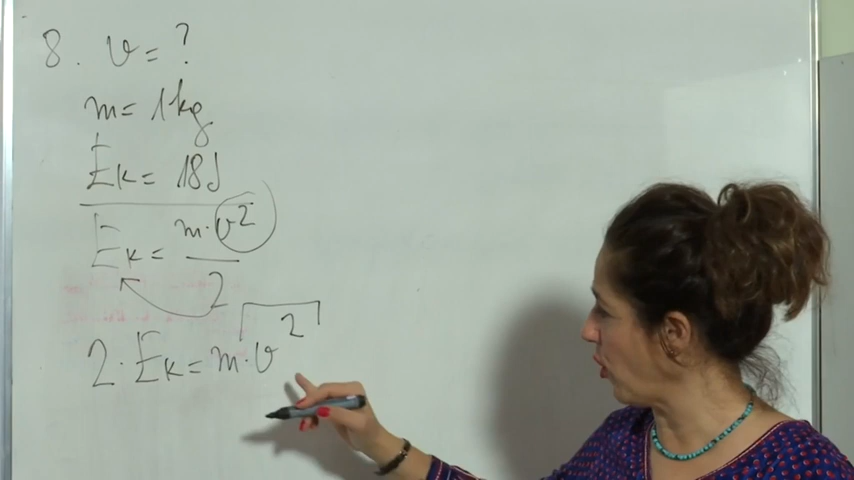 8. v = ?
m = 1kg
Ek = 18J
Ek = m·v²/2
2·Ek = m·v²